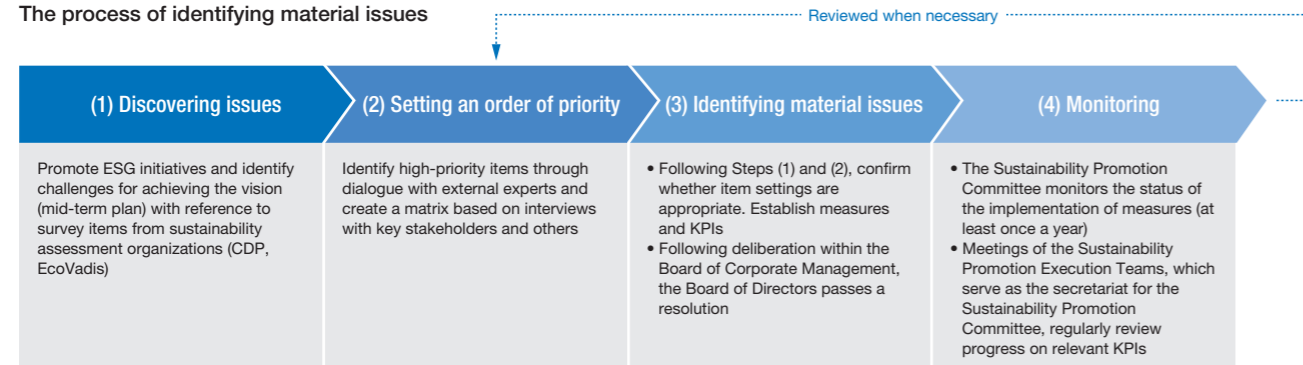 The process of identifying material issues
Reviewed when necessary
(1) Discovering issues
(2) Setting an order of priority
(3) Identifying material issues
(4) Monitoring
Promote ESG initiatives and identify
challenges for achieving the vision
(mid-term plan) with reference to
survey items from sustainability
assessment organizations (CDP,
EcoVadis)
Identify high-priority items through
dialogue with external experts and
create a matrix based on interviews
with key stakeholders and others
• Following Steps (1) and (2), confirm
whether item settings are
appropriate. Establish measures
and KPIs
• Following deliberation within the
Board of Corporate Management,
the Board of Directors passes a
resolution
• The Sustainability Promotion
Committee monitors the status of
the implementation of measures (at
least once a year)
• Meetings of the Sustainability
Promotion Execution Teams, which
serve as the secretariat for the
Sustainability Promotion
Committee, regularly review
progress on relevant KPIs